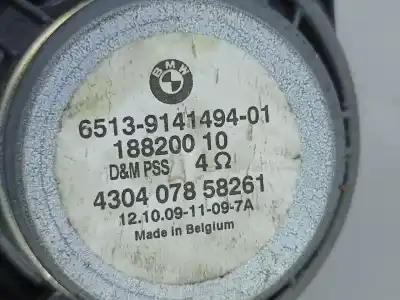 BMW
6513-9141494-01
188200 10
D&M PSS 4 Ω
4304 078 58261
12.10.09-11-09-7A
Made in Belgium